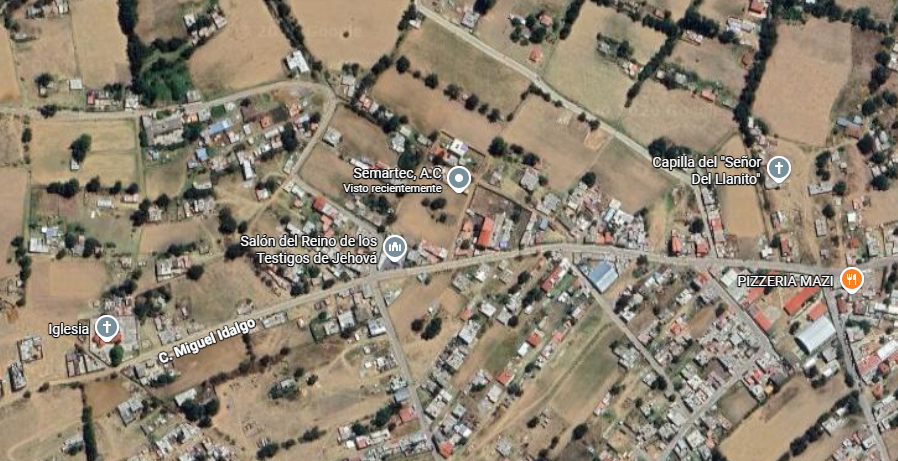 Capilla del "Señor
Del Llanito"
Semartec, A.C
Visto recientemente
Salón del Reino de los
Testigos de Jehová
PIZZERIA MAZI
Iglesia
C. Miguel Idalgo